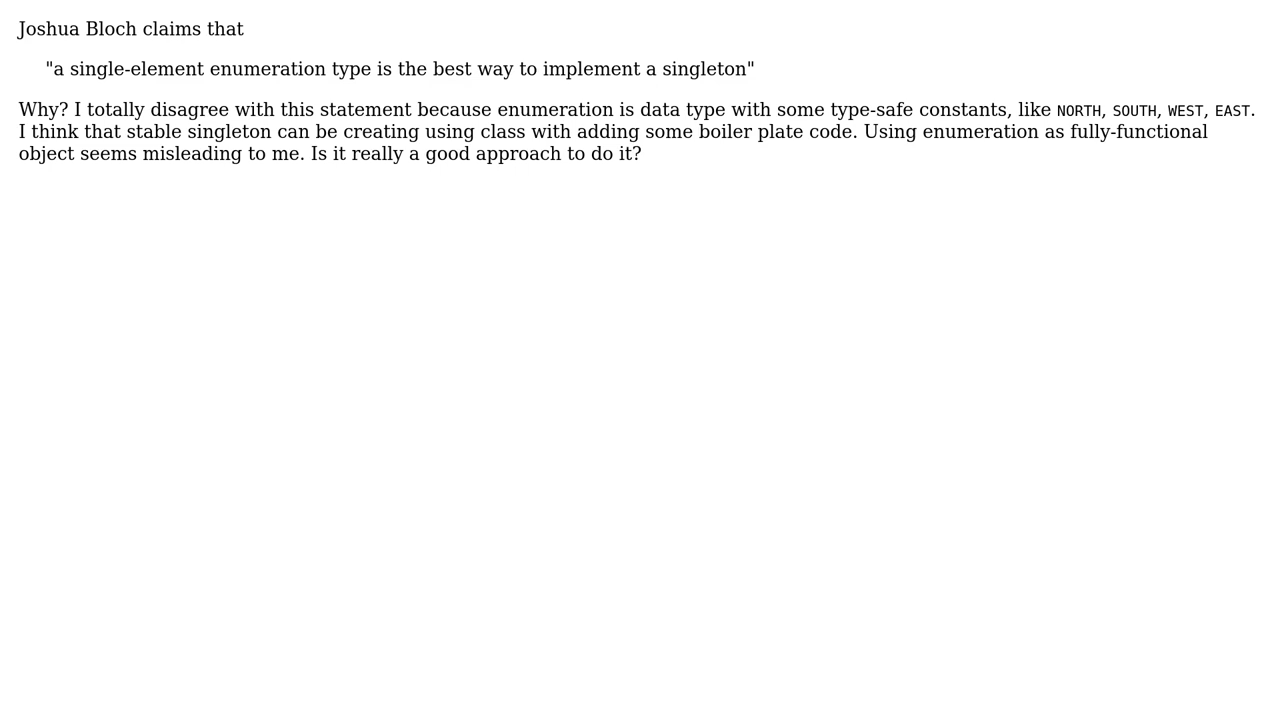 Joshua Bloch claims that
"a single-element enumeration type is the best way to implement a singleton"
Why? I totally disagree with this statement because enumeration is data type with some type-safe constants, like NORTH, SOUTH, WEST, EAST.
I think that stable singleton can be creating using class with adding some boiler plate code. Using enumeration as fully-functional
object seems misleading to me. Is it really a good approach to do it?